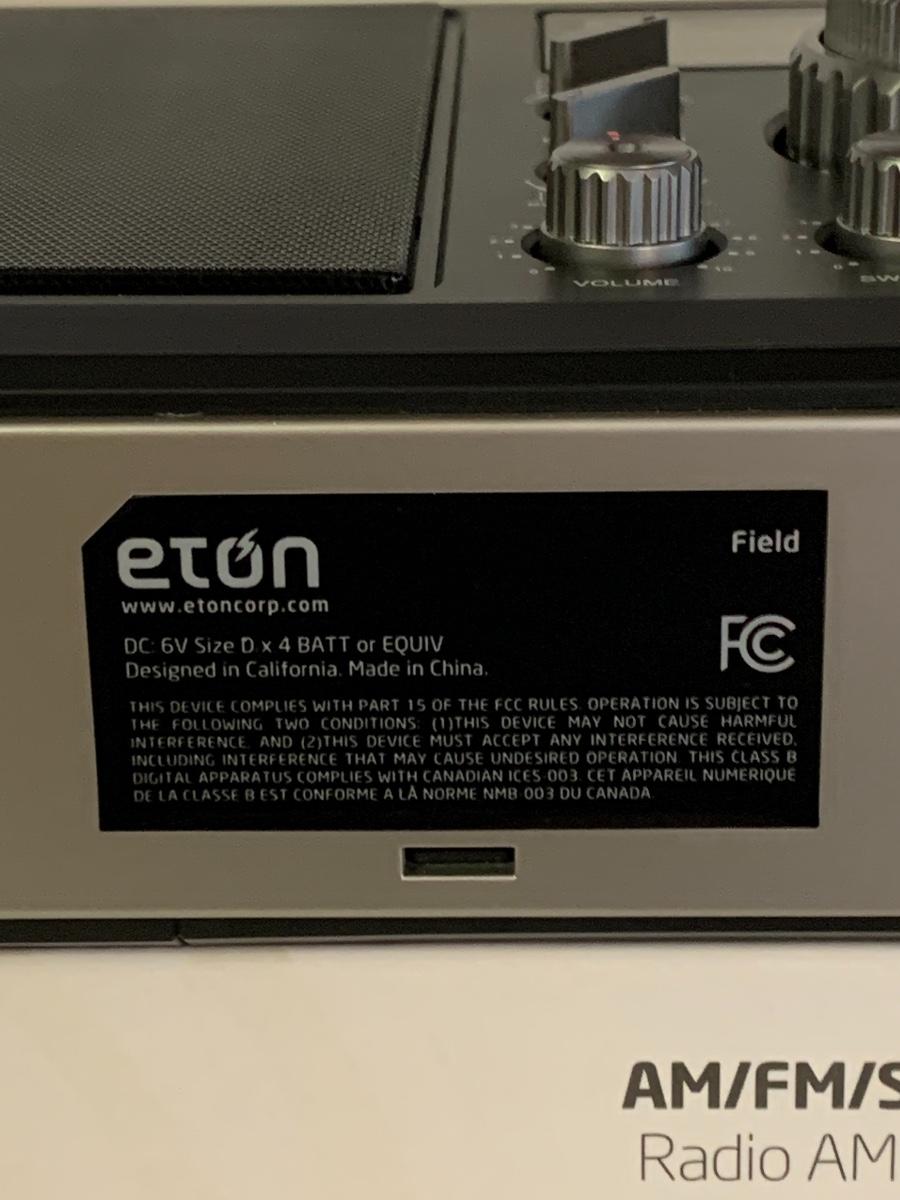 VOLUME
SW
etón
Field
www.etoncorp.com
FC
DC: 6V Size D x 4 BATT or EQUIV
Designed in California. Made in China.
THIS DEVICE COMPLIES WITH PART 15 OF THE FCC RULES. OPERATION IS SUBJECT TO
THE FOLLOWING TWO CONDITIONS: (1)THIS DEVICE MAY NOT CAUSE HARMFUL
INTERFERENCE. AND (2)THIS DEVICE MUST ACCEPT ANY INTERFERENCE RECEIVED,
INCLUDING INTERFERENCE THAT MAY CAUSE UNDESIRED OPERATION. THIS CLASS B
DIGITAL APPARATUS COMPLIES WITH CANADIAN ICES-003. CET APPAREIL NUMERIQUE
DE LA CLASSE B EST CONFORME A LÀ NORME NMB-003 DU CANADA.
AM/FM/S
Radio AM